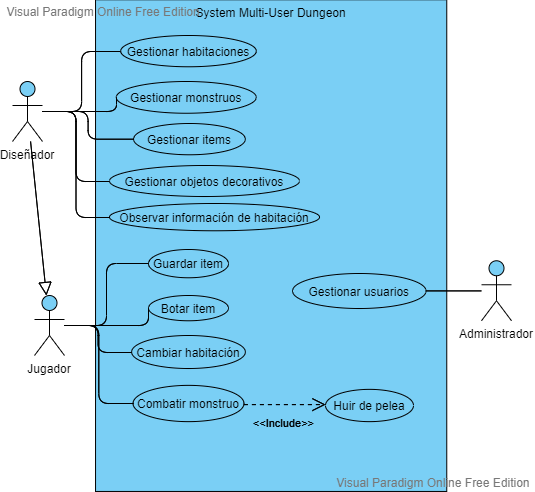 Visual Paradigm Online Free Edition
System Multi-User Dungeon
Gestionar habitaciones
Gestionar monstruos
Gestionar items
Diseñador
Gestionar objetos decorativos
Observar información de habitación
Guardar item
Gestionar usuarios
Botar item
Administrador
Cambiar habitación
Jugador
Combatir monstruo
Huir de pelea
<<Include>>
Visual Paradigm Online Free Edition